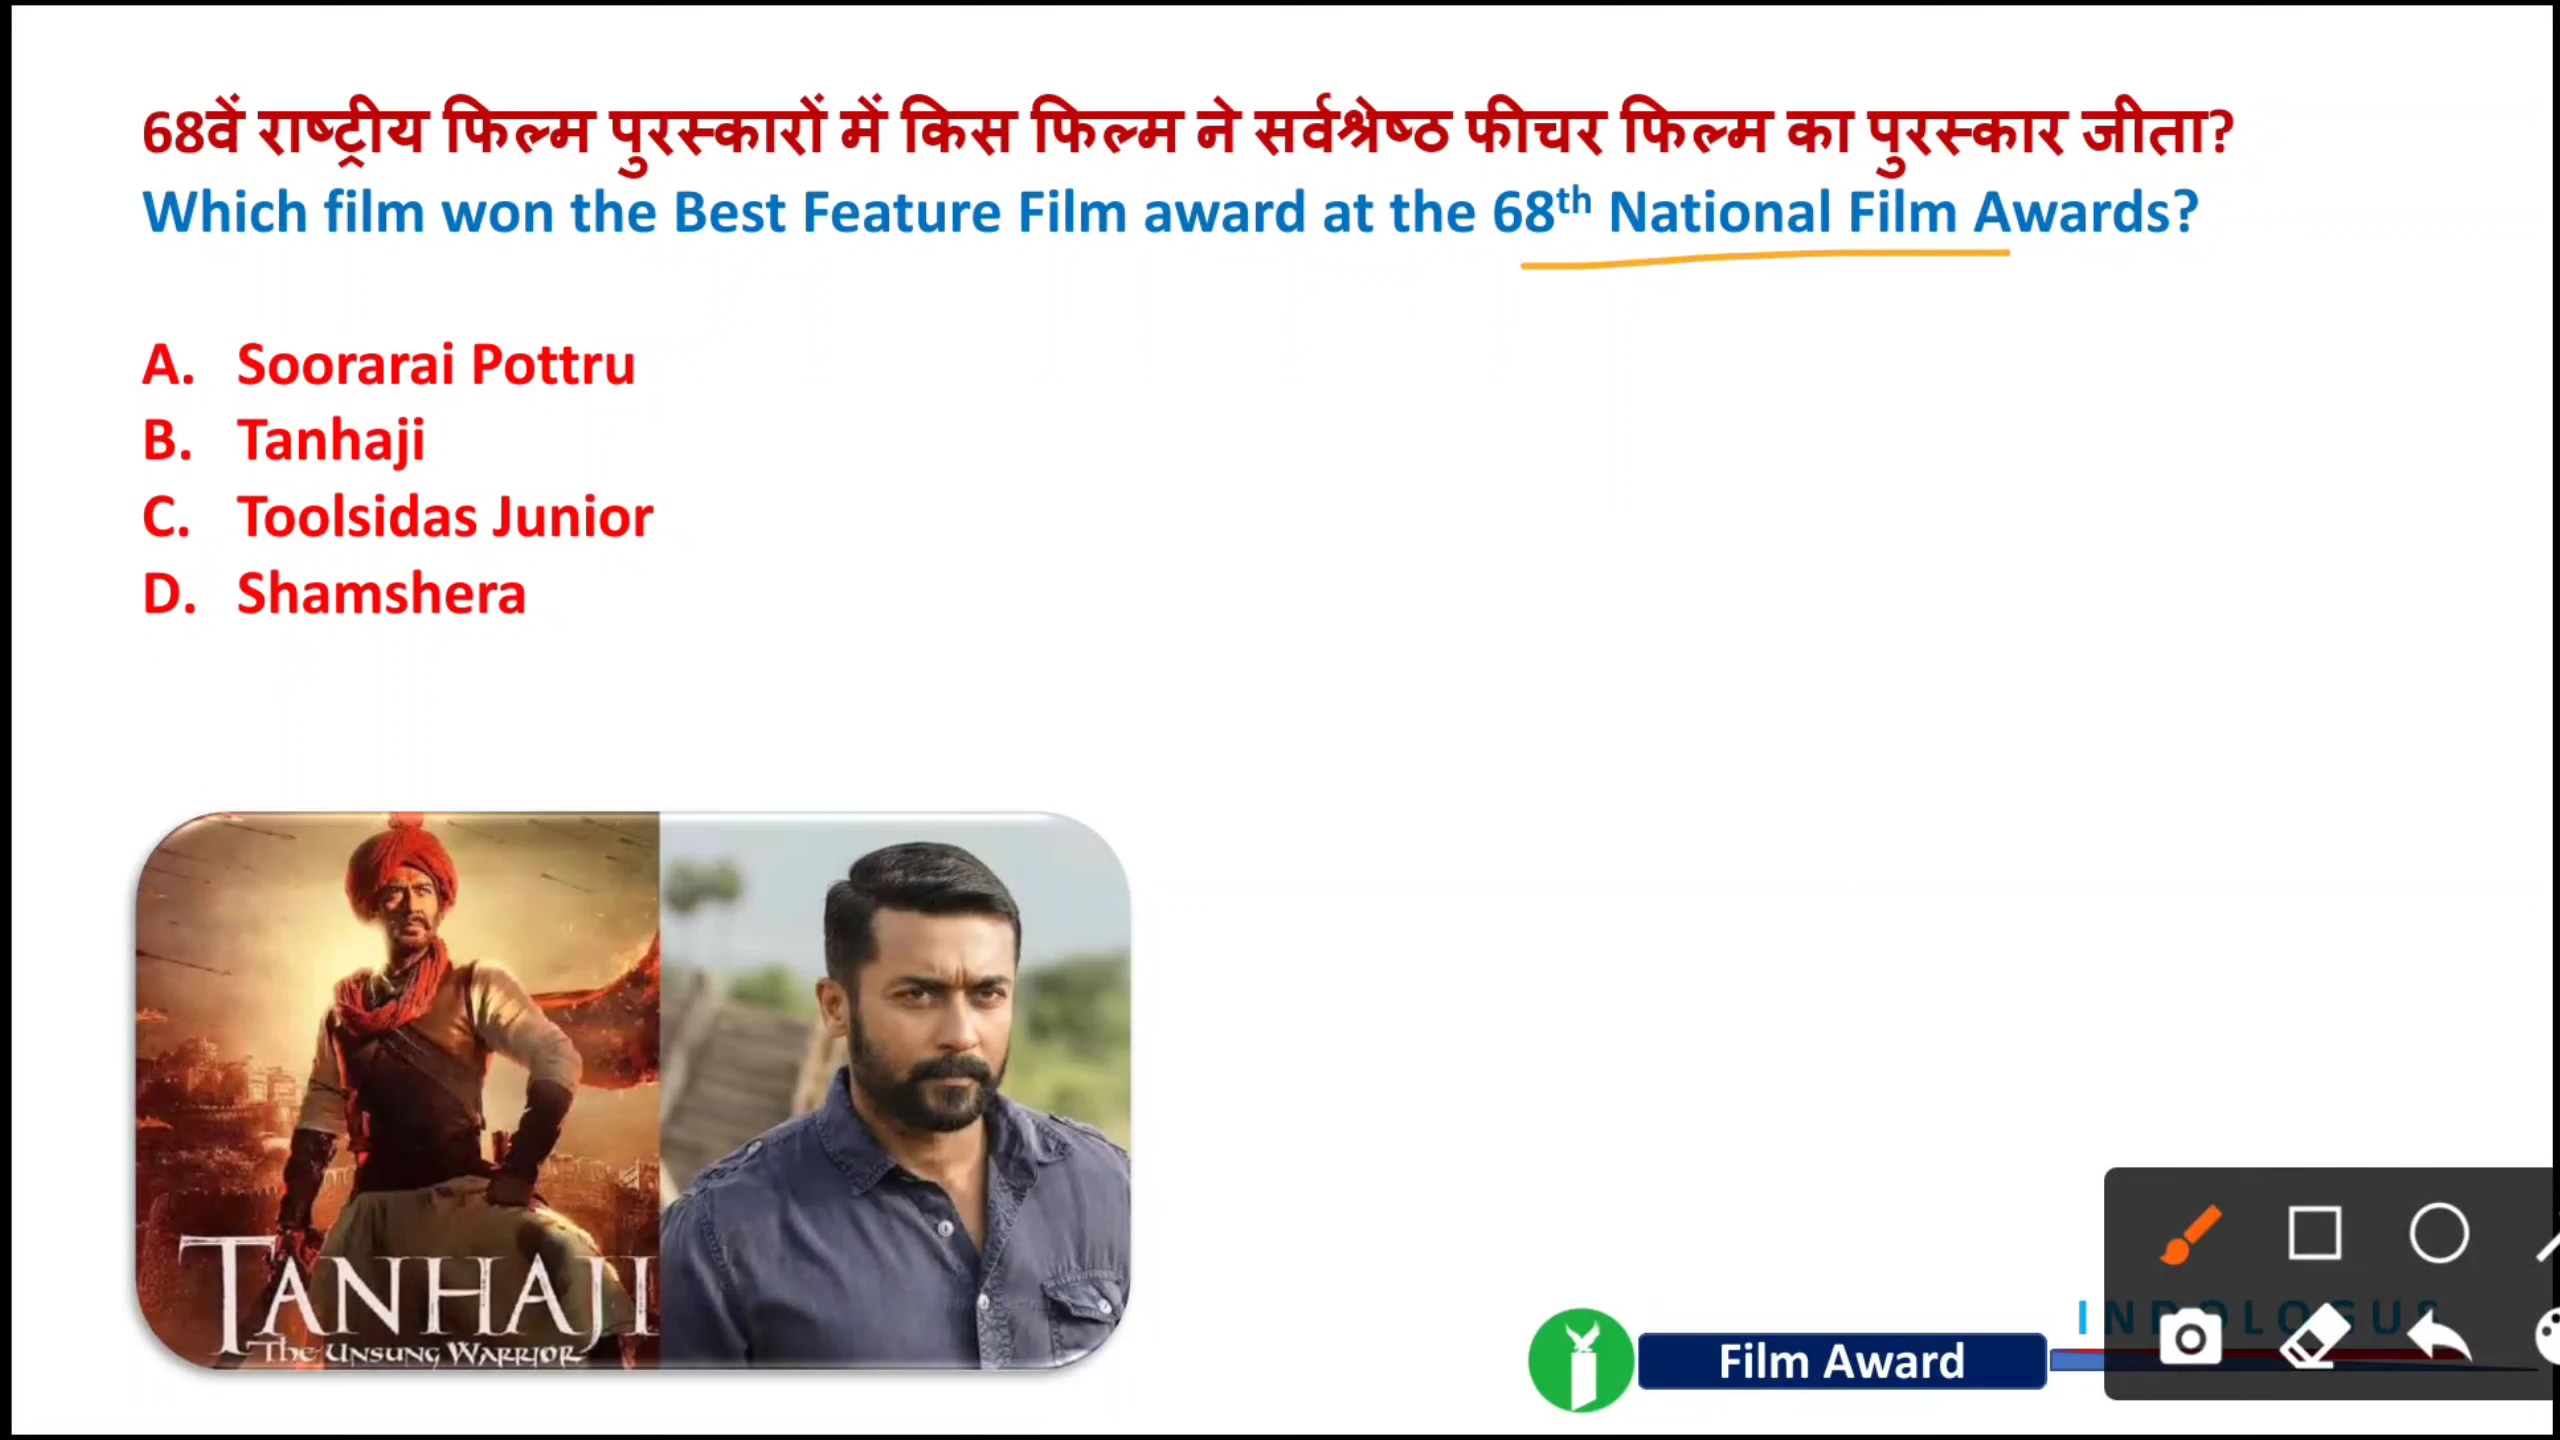 68वें राष्ट्रीय फिल्म पुरस्कारों में किस फिल्म ने सर्वश्रेष्ठ फीचर फिल्म का पुरस्कार जीता?
Which film won the Best Feature Film award at the 68th National Film Awards?
A. Soorarai Pottru
B. Tanhaji
C. Toolsidas Junior
D. Shamshera
TANHAJI
The Unsung Warrior
Film Award